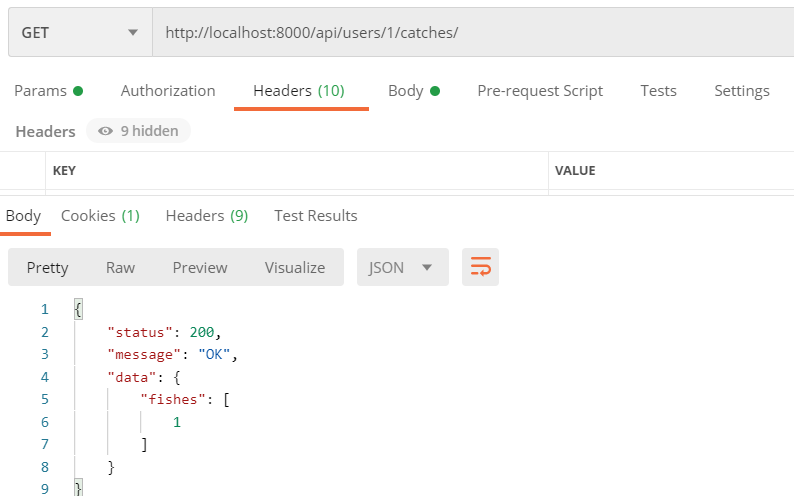 GET http://localhost:8000/api/users/1/catches/
Params Authorization Headers (10) Body Pre-request Script Tests Settings
Headers 9 hidden
KEY VALUE
Body Cookies (1) Headers (9) Test Results
Pretty Raw Preview Visualize JSON
1 {
2 "status": 200,
3 "message": "OK",
4 "data": {
5 "fishes": [
6 1
7 ]
8 }
9 }